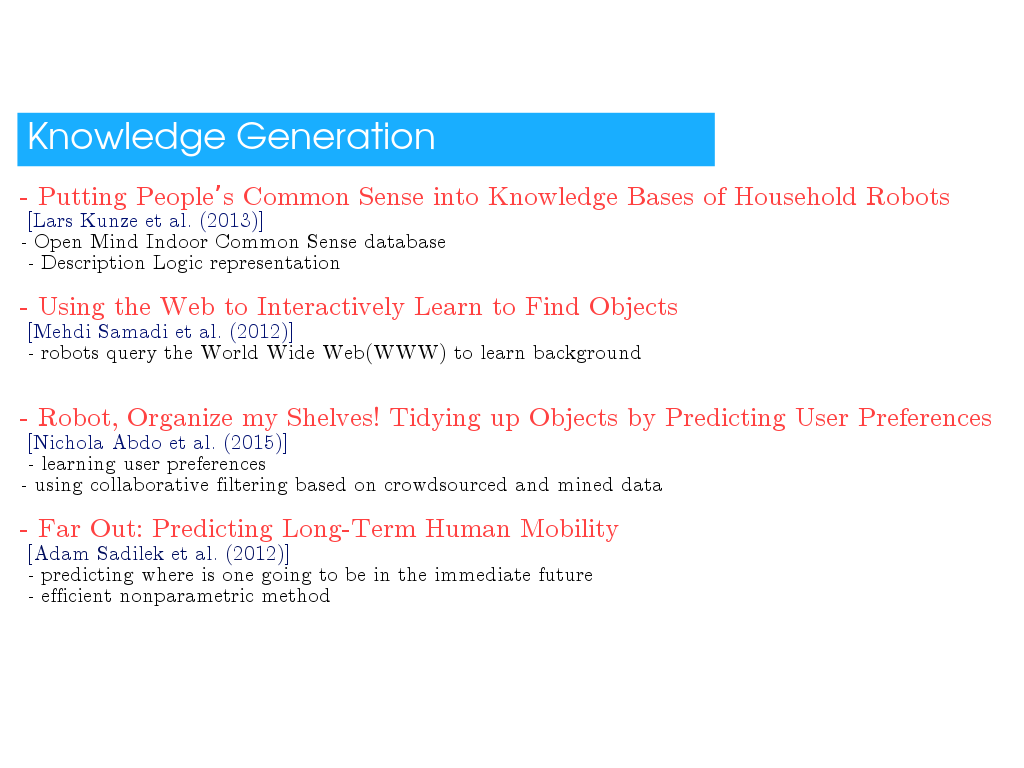 Knowledge Generation
- Putting People's Common Sense into Knowledge Bases of Household Robots
[Lars Kunze et al. (2013)]
- Open Mind Indoor Common Sense database
- Description Logic representation
- Using the Web to Interactively Learn to Find Objects
[Mehdi Samadi et al. (2012)]
- robots query the World Wide Web(WWW) to learn background
- Robot, Organize my Shelves! Tidying up Objects by Predicting User Preferences
[Nichola Abdo et al. (2015)]
- learning user preferences
- using collaborative filtering based on crowdsourced and mined data
- Far Out: Predicting Long-Term Human Mobility
[Adam Sadilek et al. (2012)]
- predicting where is one going to be in the immediate future
- efficient nonparametric method